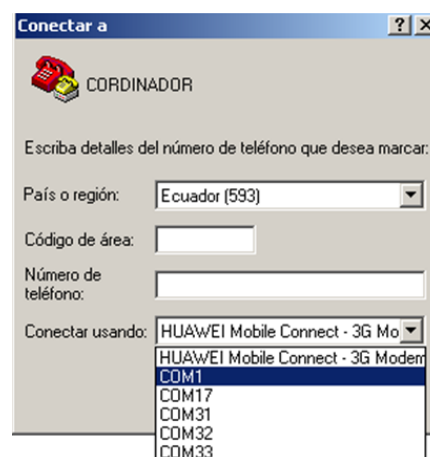 Conectar a
CORDINADOR
Escriba detalles del número de teléfono que desea marcar:
País o región: Ecuador (593)
Código de área:
Número de
teléfono:
Conectar usando: HUAWEI Mobile Connect - 3G Mo
HUAWEI Mobile Connect - 3G Modem
COM1
COM17
COM31
COM32
COM33